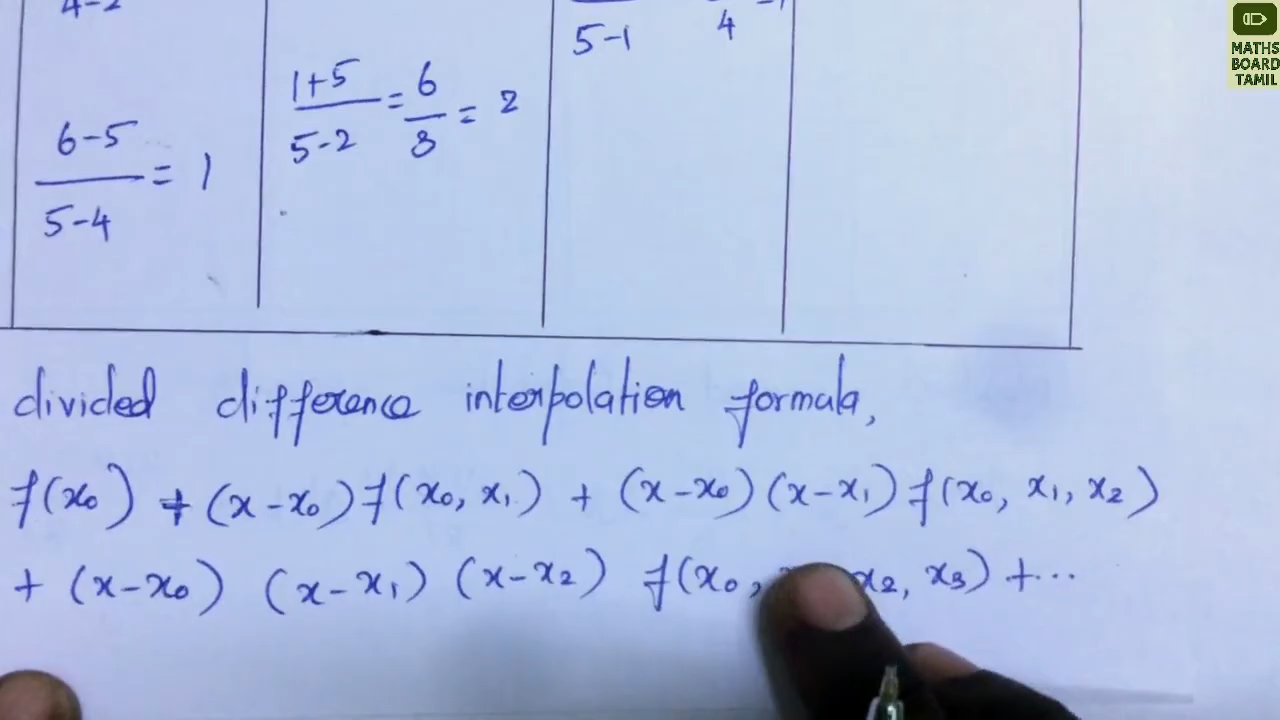 4-2
5-1 4 -1
1+5 = 6 = 2
5-2 8
6-5 = 1
5-4
divided difference interpolation formula,
f(x₀) + (x-x₀) f(x₀, x₁) + (x-x₀) (x-x₁) f(x₀, x₁, x₂)
+ (x-x₀) (x-x₁) (x-x₂) f(x₀, x₂, x₃) + ...
MATHS
BOARD
TAMIL